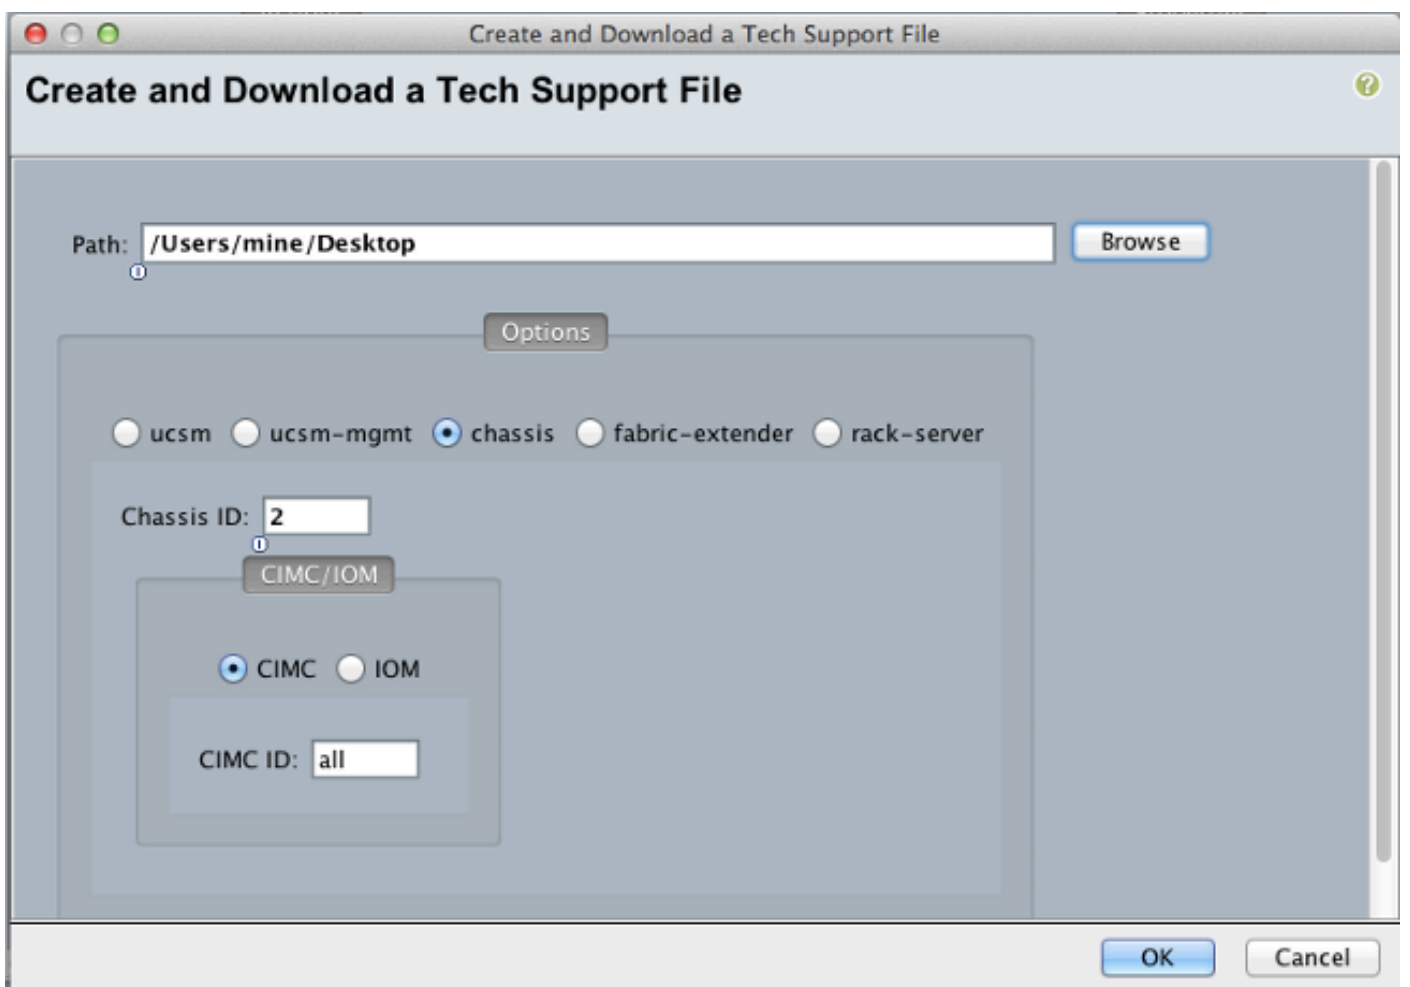 Create and Download a Tech Support File
Create and Download a Tech Support File
?
Path: /Users/mine/Desktop Browse
Options
ucsm ucsm-mgmt chassis fabric-extender rack-server
Chassis ID: 2
CIMC/IOM
CIMC IOM
CIMC ID: all
OK Cancel